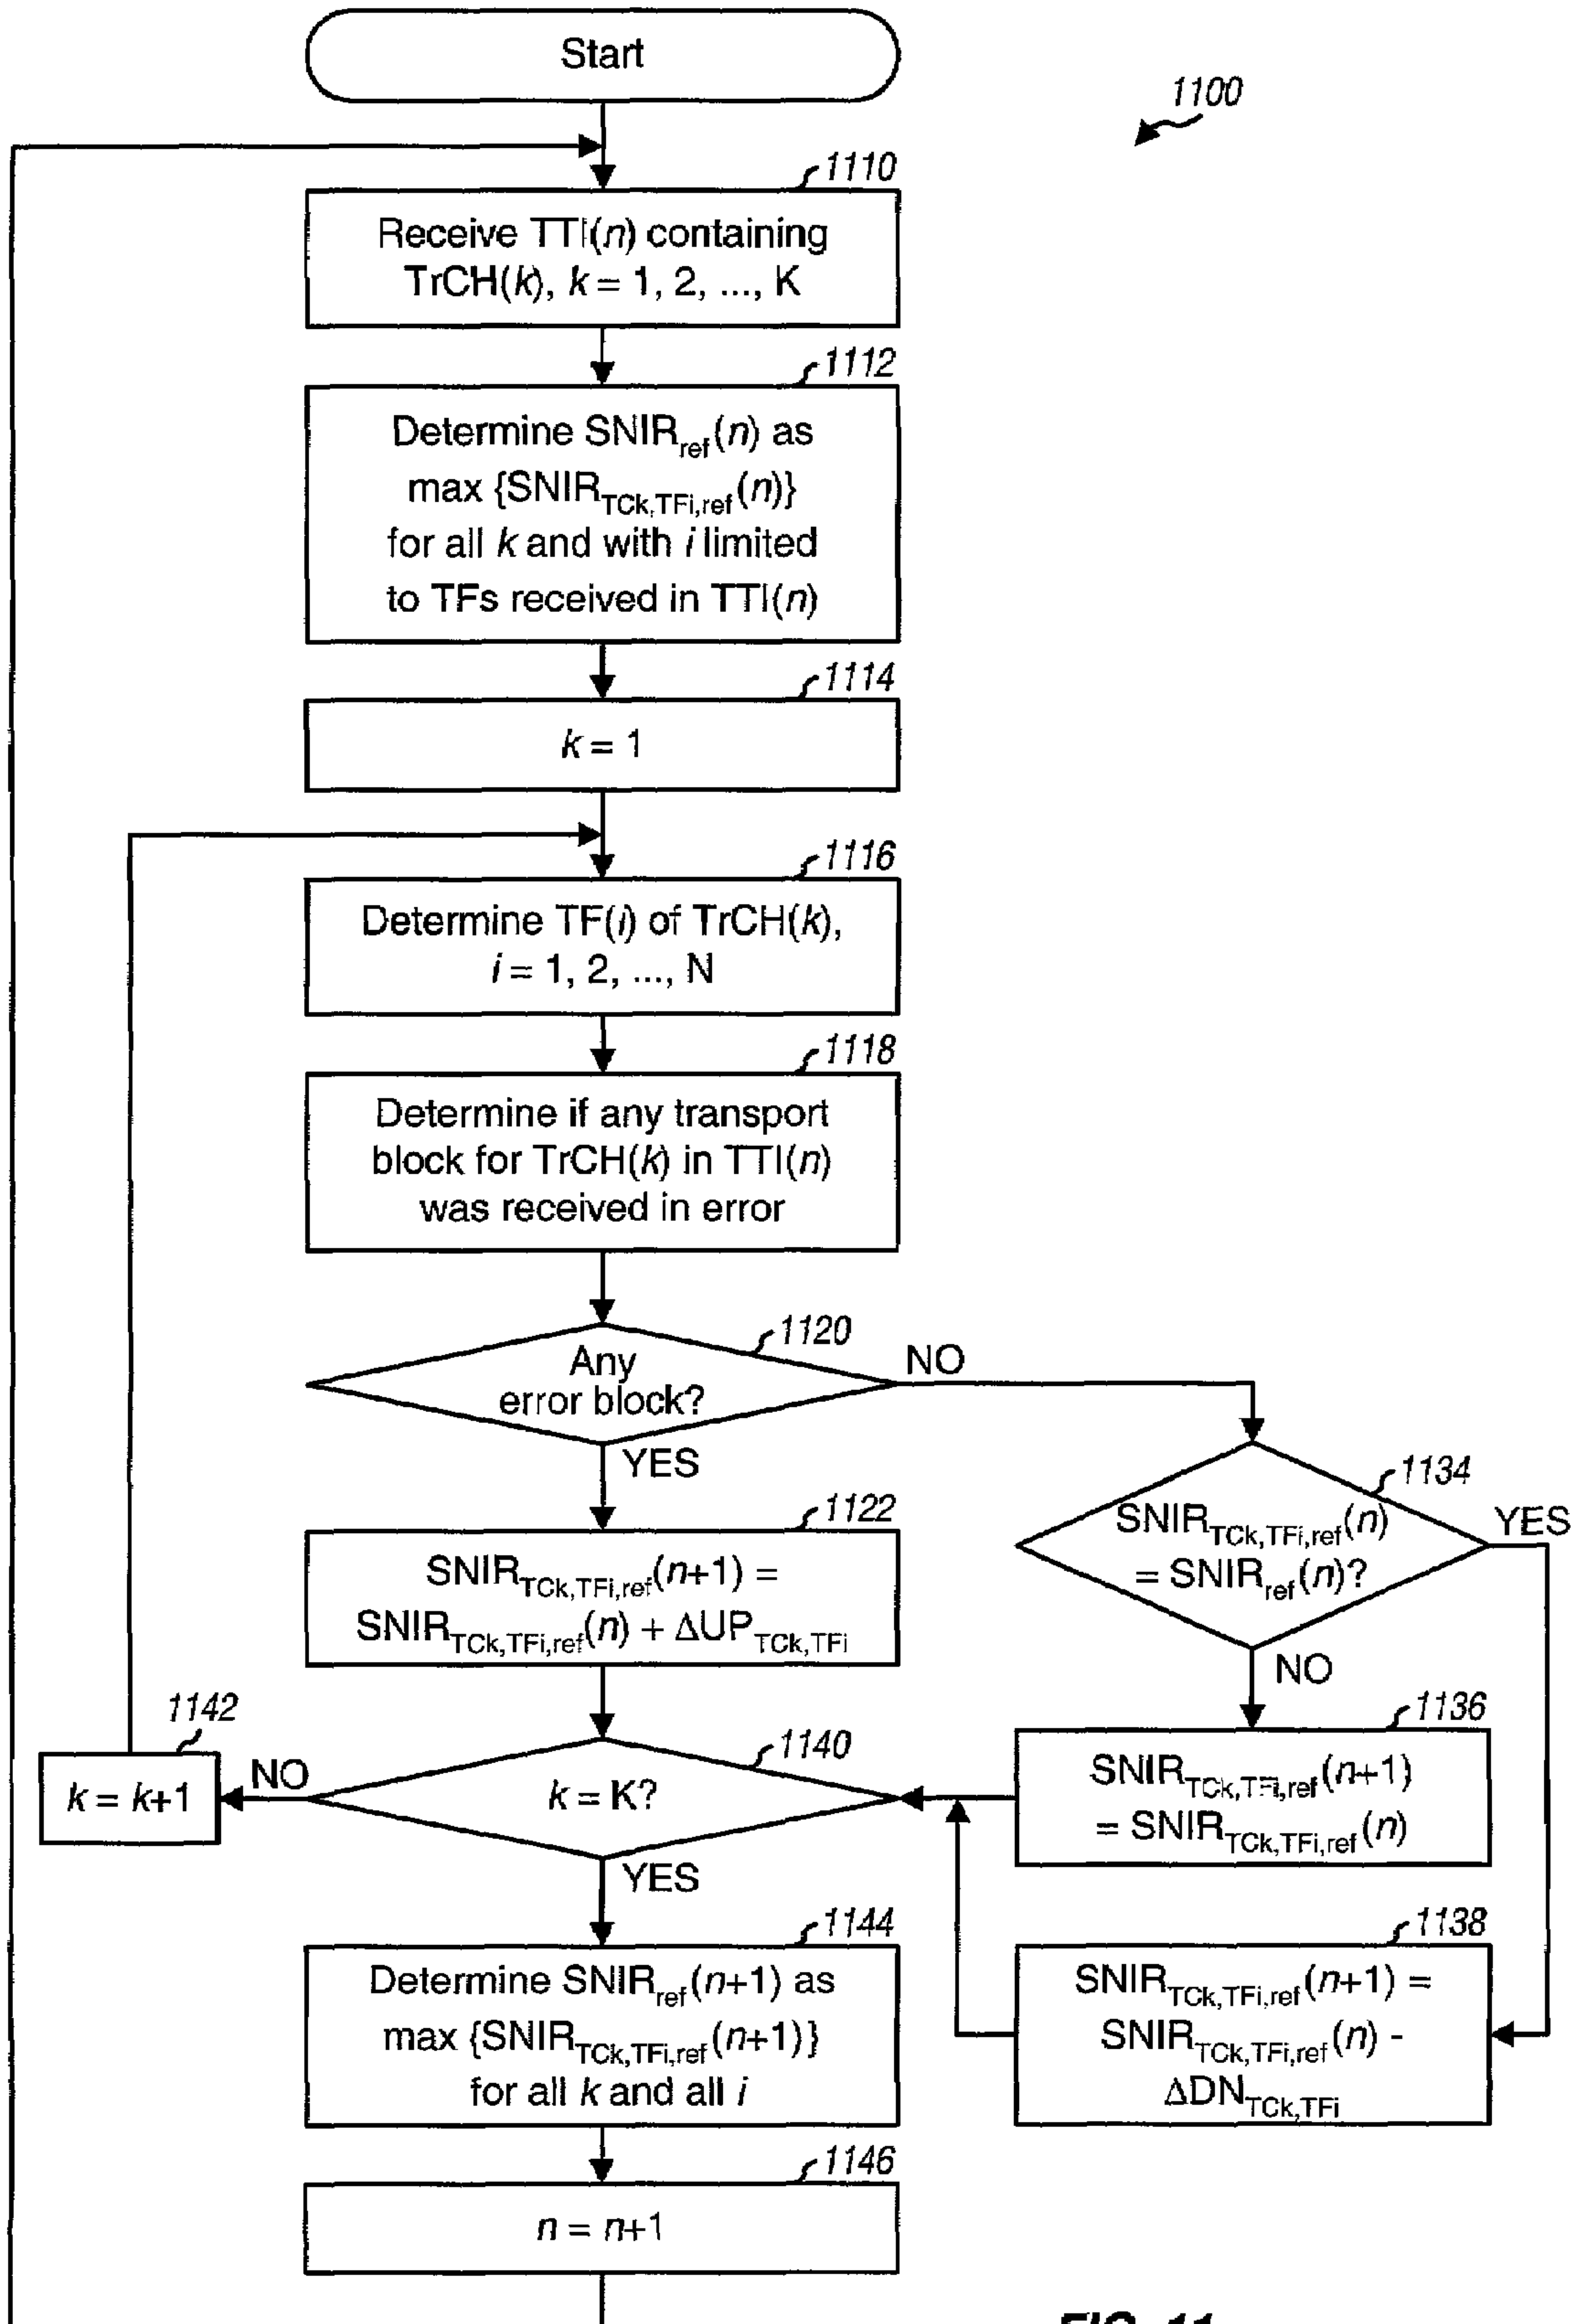 Start
1100
1110
Receive TTI(n) containing
TrCH(k), k = 1, 2, ..., K
1112
Determine SNIRref(n) as
max {SNIRTCk,TFi,ref(n)}
for all k and with i limited
to TFs received in TTI(n)
1114
k = 1
1116
Determine TF(i) of TrCH(k),
i = 1, 2, ..., N
1118
Determine if any transport
block for TrCH(k) in TTI(n)
was received in error
1120
Any
error block?
NO
YES
1134
SNIRTCk,TFi,ref(n)
= SNIRref(n)?
YES
NO
1122
SNIRTCk,TFi,ref(n+1) =
SNIRTCk,TFi,ref(n) + ΔUPTCk,TFi
1136
SNIRTCk,TFi,ref(n+1)
= SNIRTCk,TFi,ref(n)
1142
k = k+1
NO
1140
k = K?
YES
1138
SNIRTCk,TFi,ref(n+1) =
SNIRTCk,TFi,ref(n) -
ΔDNTCk,TFi
1144
Determine SNIRref(n+1) as
max {SNIRTCk,TFi,ref(n+1)}
for all k and all i
1146
n = n+1
FIG. 11